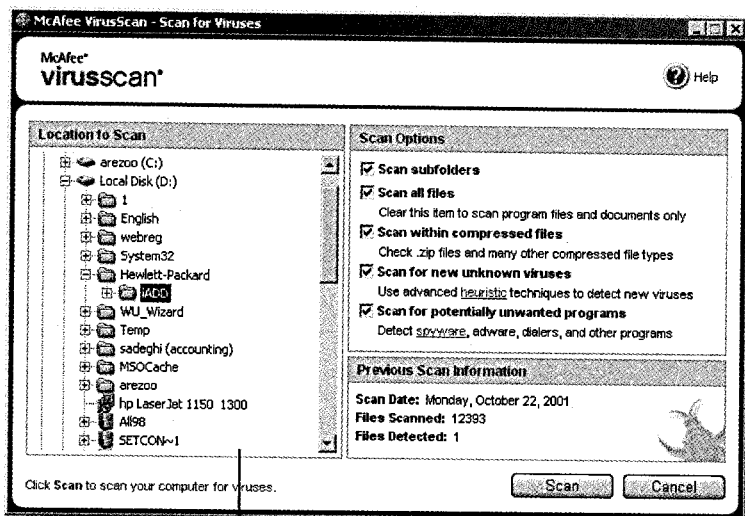 McAfee VirusScan - Scan for Viruses
McAfee®
virusscan®
Help
Location to Scan
arezoo (C:)
Local Disk (D:)
1
English
webreg
System32
Hewlett-Packard
iADD
WU_Wizard
Temp
sadeghi (accounting)
MSOCache
arezoo
hp LaserJet 1150 1300
Ali98
SETCON~1
Scan Options
Scan subfolders
Scan all files
Clear this item to scan program files and documents only
Scan within compressed files
Check .zip files and many other compressed file types
Scan for new unknown viruses
Use advanced heuristic techniques to detect new viruses
Scan for potentially unwanted programs
Detect spyware, adware, dialers, and other programs
Previous Scan Information
Scan Date: Monday, October 22, 2001
Files Scanned: 12393
Files Detected: 1
Click Scan to scan your computer for viruses.
Scan
Cancel